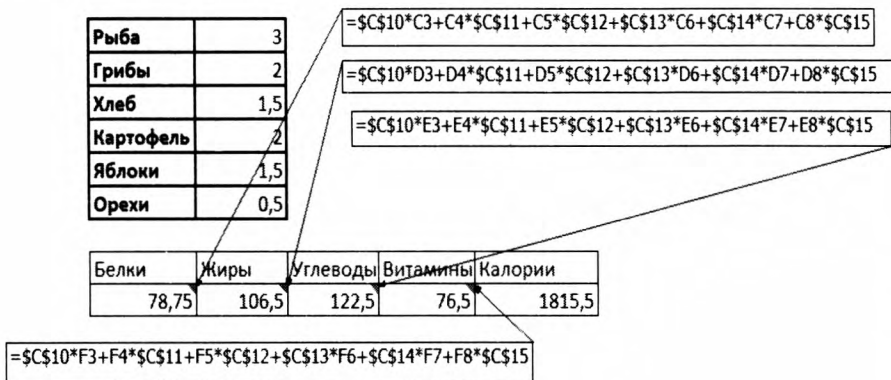 =$C$10*C3+C4*$C$11+C5*$C$12+$C$13*C6+$C$14*C7+C8*$C$15
Рыба 3
Грибы 2
=$C$10*D3+D4*$C$11+D5*$C$12+$C$13*D6+$C$14*D7+D8*$C$15
Хлеб 1,5
=$C$10*E3+E4*$C$11+E5*$C$12+$C$13*E6+$C$14*E7+E8*$C$15
Картофель 2
Яблоки 1,5
Орехи 0,5
Белки Жиры Углеводы Витамины Калории
78,75 106,5 122,5 76,5 1815,5
=$C$10*F3+F4*$C$11+F5*$C$12+$C$13*F6+$C$14*F7+F8*$C$15